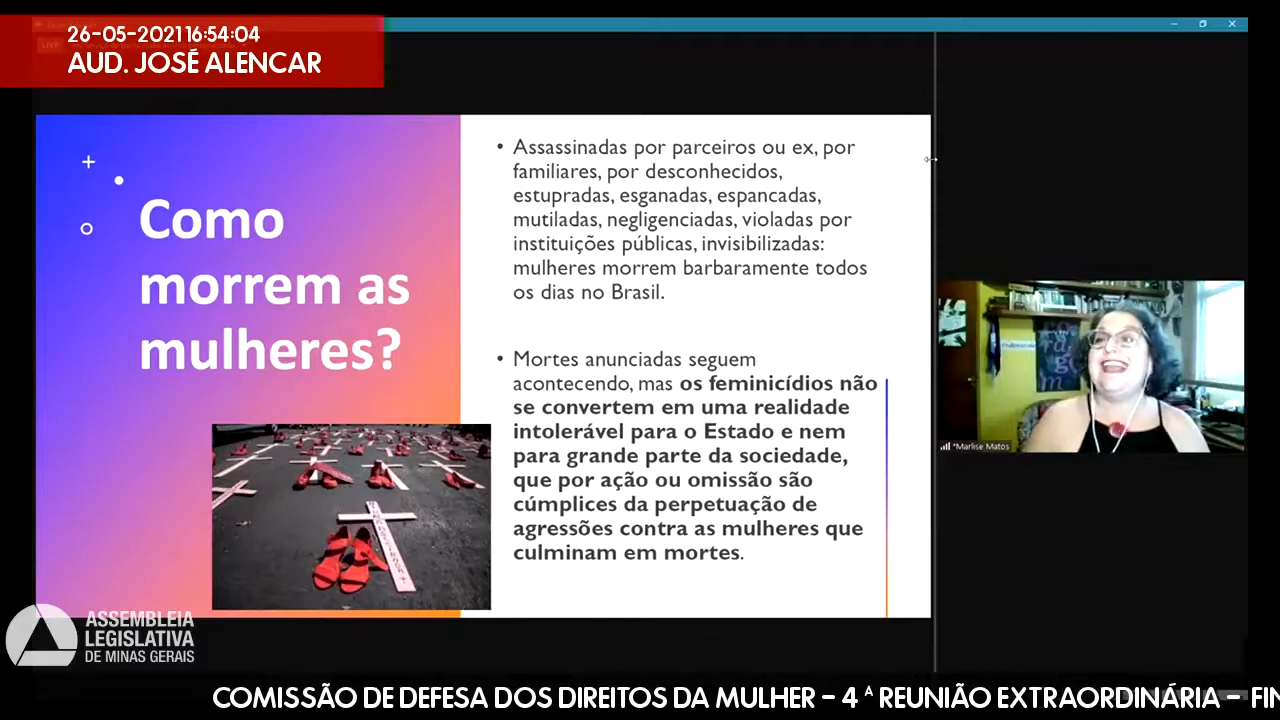 26-05-2021 16:54:04
AUD. JOSÉ ALENCAR
Como
morrem as
mulheres?
• Assassinadas por parceiros ou ex, por
familiares, por desconhecidos,
estupradas, esganadas, espancadas,
mutiladas, negligenciadas, violadas por
instituições públicas, invisibilizadas:
mulheres morrem barbaramente todos
os dias no Brasil.
• Mortes anunciadas seguem
acontecendo, mas os feminicídios não
se convertem em uma realidade
intolerável para o Estado e nem
para grande parte da sociedade,
que por ação ou omissão são
cúmplices da perpetuação de
agressões contra as mulheres que
culminam em mortes.
*Marlise Matos
ASSEMBLEIA
LEGISLATIVA
DE MINAS GERAIS
COMISSÃO DE DEFESA DOS DIREITOS DA MULHER - 4 ª REUNIÃO EXTRAORDINÁRIA - FIN